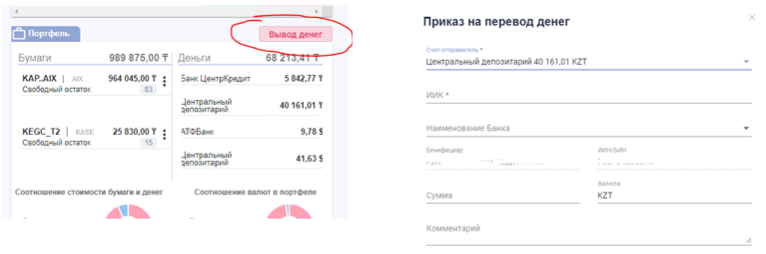 Портфель
Вывод денег
Бумаги 989 875,00 ₸
Деньги 68 213,41 ₸
KAP.AIX | AIX 964 045,00 ₸
Свободный остаток 83
KEGC_T2 | KASE 25 830,00 ₸
Свободный остаток 15
Банк ЦентрКредит 5 842,77 ₸
Центральный депозитарий 40 161,01 ₸
АТФБанк 9,78 $
Центральный депозитарий 41,63 $
Соотношение стоимости бумаги и денег
Соотношение валют в портфеле
Приказ на перевод денег
Счет-отправитель *
Центральный депозитарий 40 161,01 KZT
ИИК *
Наименование Банка
Бенифициар
ИИН/БИН
Сумма
Валюта
KZT
Комментарий